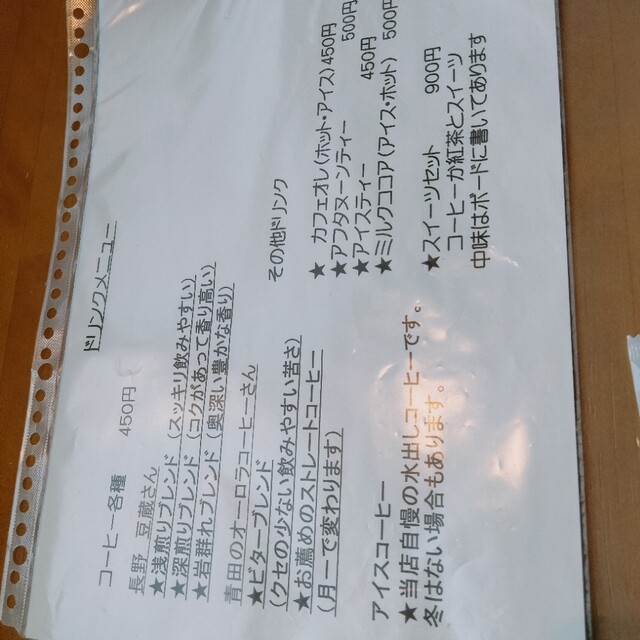 ドリンクメニュー
コーヒー各種　450円
長野　豆蔵さん
★浅煎りブレンド（スッキリ飲みやすい）
★深煎りブレンド（コクがあって香り高い）
★岩群れブレンド（奥深い豊かな香り）
青田のオーロラコーヒーさん
★ビターブレンド
（クセの少ない飲みやすい苦さ）
★お薦めのストレートコーヒー
（月一で変わります）
アイスコーヒー
★当店自慢の水出しコーヒーです。
冬はない場合もあります。
その他ドリンク
★　カフェオレ（ホット・アイス）450円
★アフタヌーンティー　500円
★アイスティー　450円
★ミルクココア（アイス・ホット）　500円
★スイーツセット　900円
コーヒーか紅茶とスイーツ
中味はボードに書いてあります